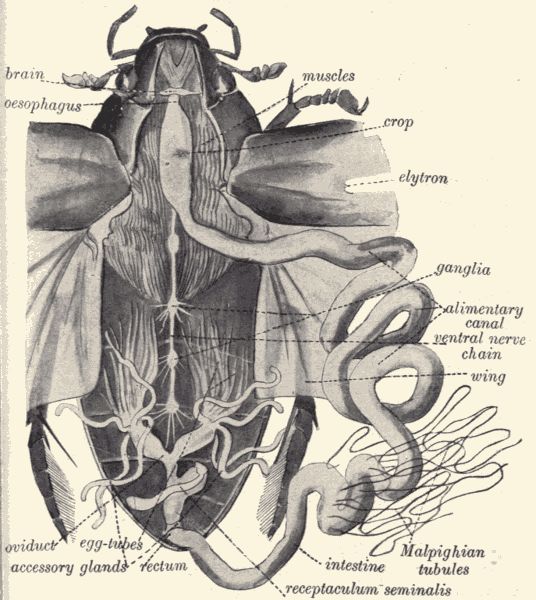 brain
muscles
oesophagus
crop
elytron
ganglia
alimentary
canal
ventral nerve
chain
wing
oviduct
egg-tubes
accessory glands
rectum
intestine
Malpighian
tubules
receptaculum seminalis